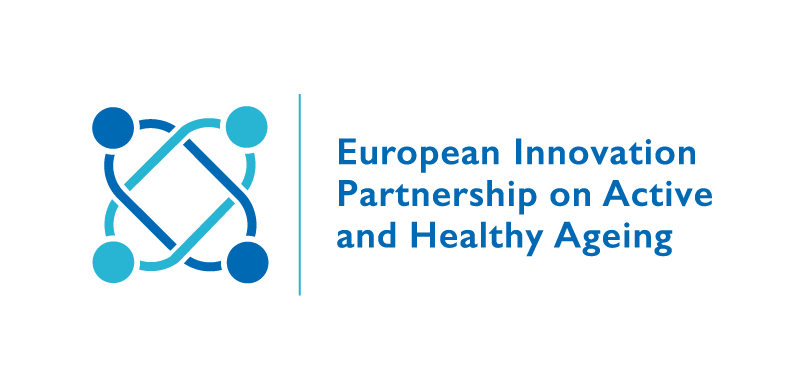 European Innovation
Partnership on Active
and Healthy Ageing